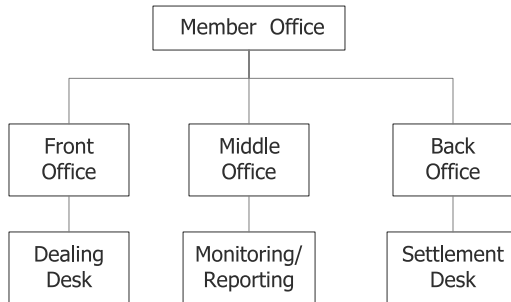 Member Office
Front
Office
Middle
Office
Back
Office
Dealing
Desk
Monitoring/
Reporting
Settlement
Desk